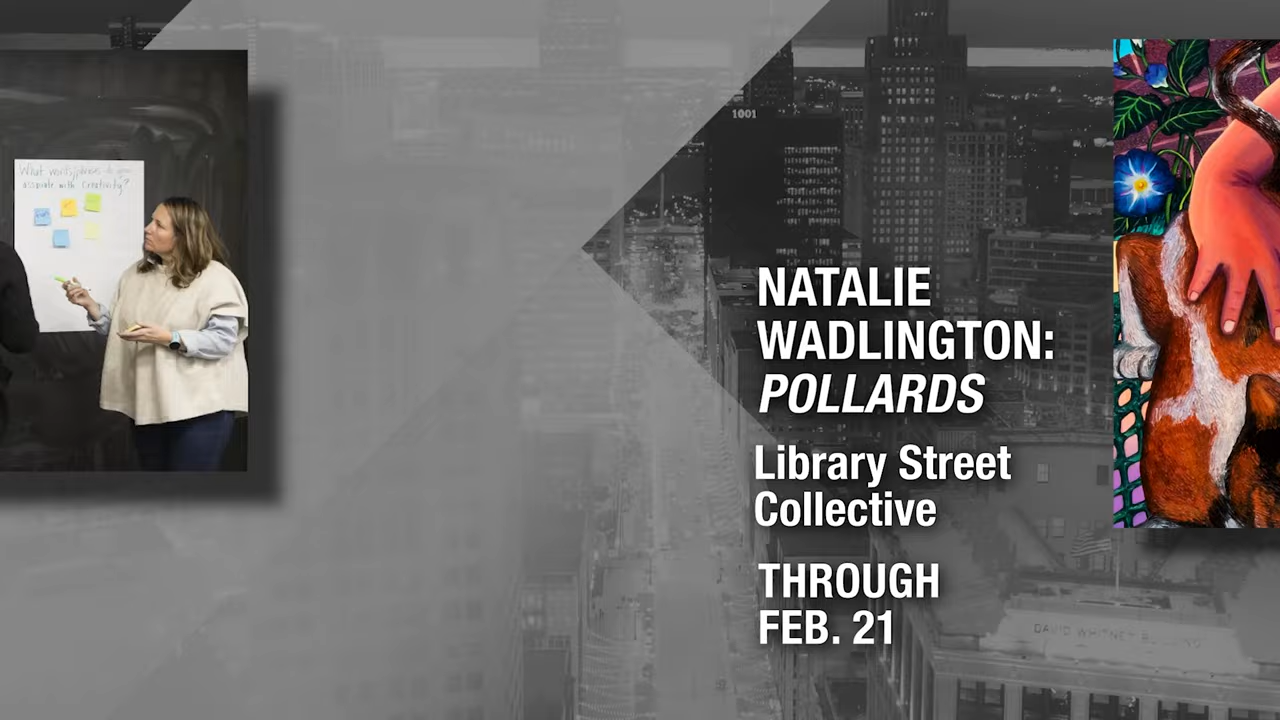 What words/phrases do you
associate with creativity?
1001
NATALIE
WADLINGTON:
POLLARDS
Library Street
Collective
THROUGH
FEB. 21
DAVID WHITNEY BUILDING